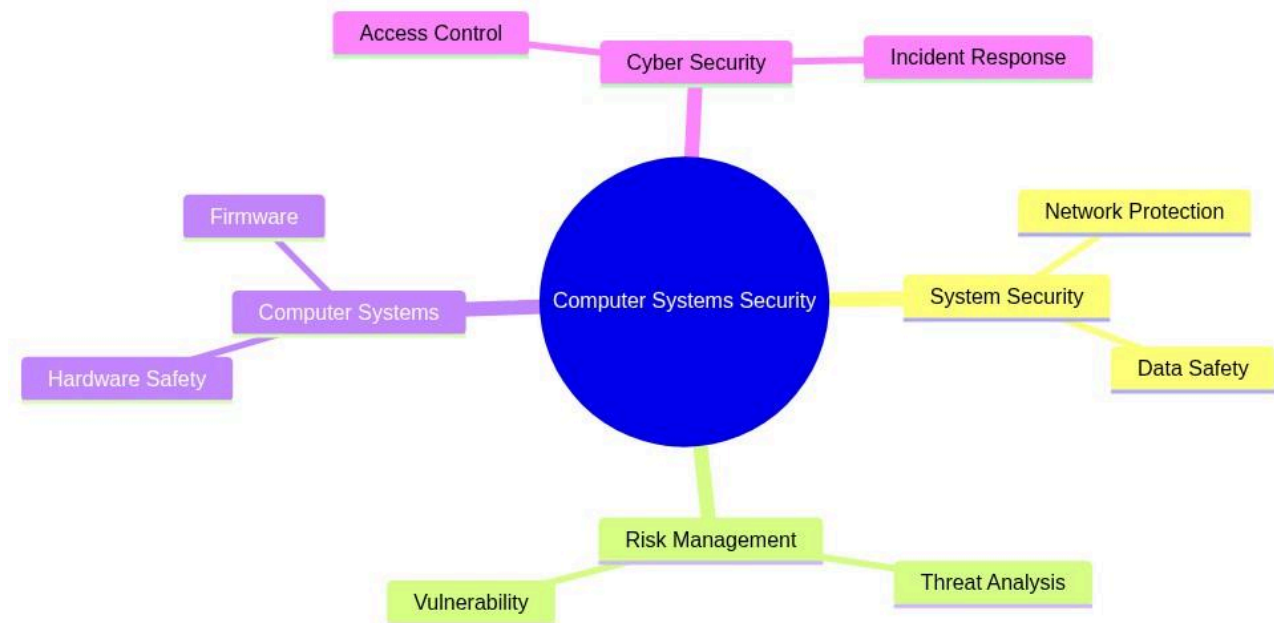 Access Control
Cyber Security
Incident Response
Firmware
Network Protection
Computer Systems
Computer Systems Security
System Security
Hardware Safety
Data Safety
Risk Management
Vulnerability
Threat Analysis